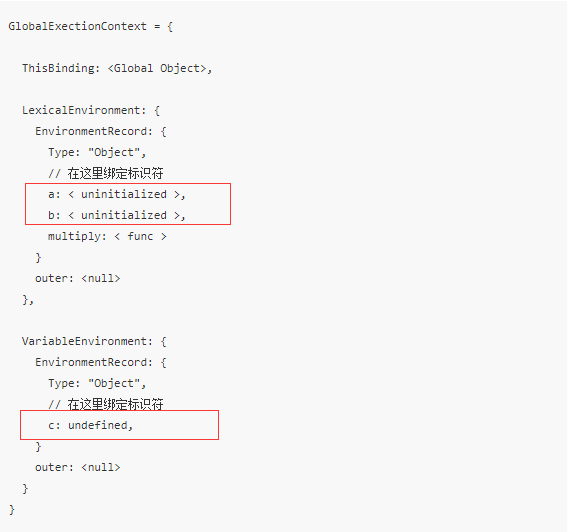 GlobalExectionContext = {
ThisBinding: <Global Object>,
LexicalEnvironment: {
EnvironmentRecord: {
Type: "Object",
// 在这里绑定标识符
a: < uninitialized >,
b: < uninitialized >,
multiply: < func >
}
outer: <null>
},
VariableEnvironment: {
EnvironmentRecord: {
Type: "Object",
// 在这里绑定标识符
c: undefined,
}
outer: <null>
}
}